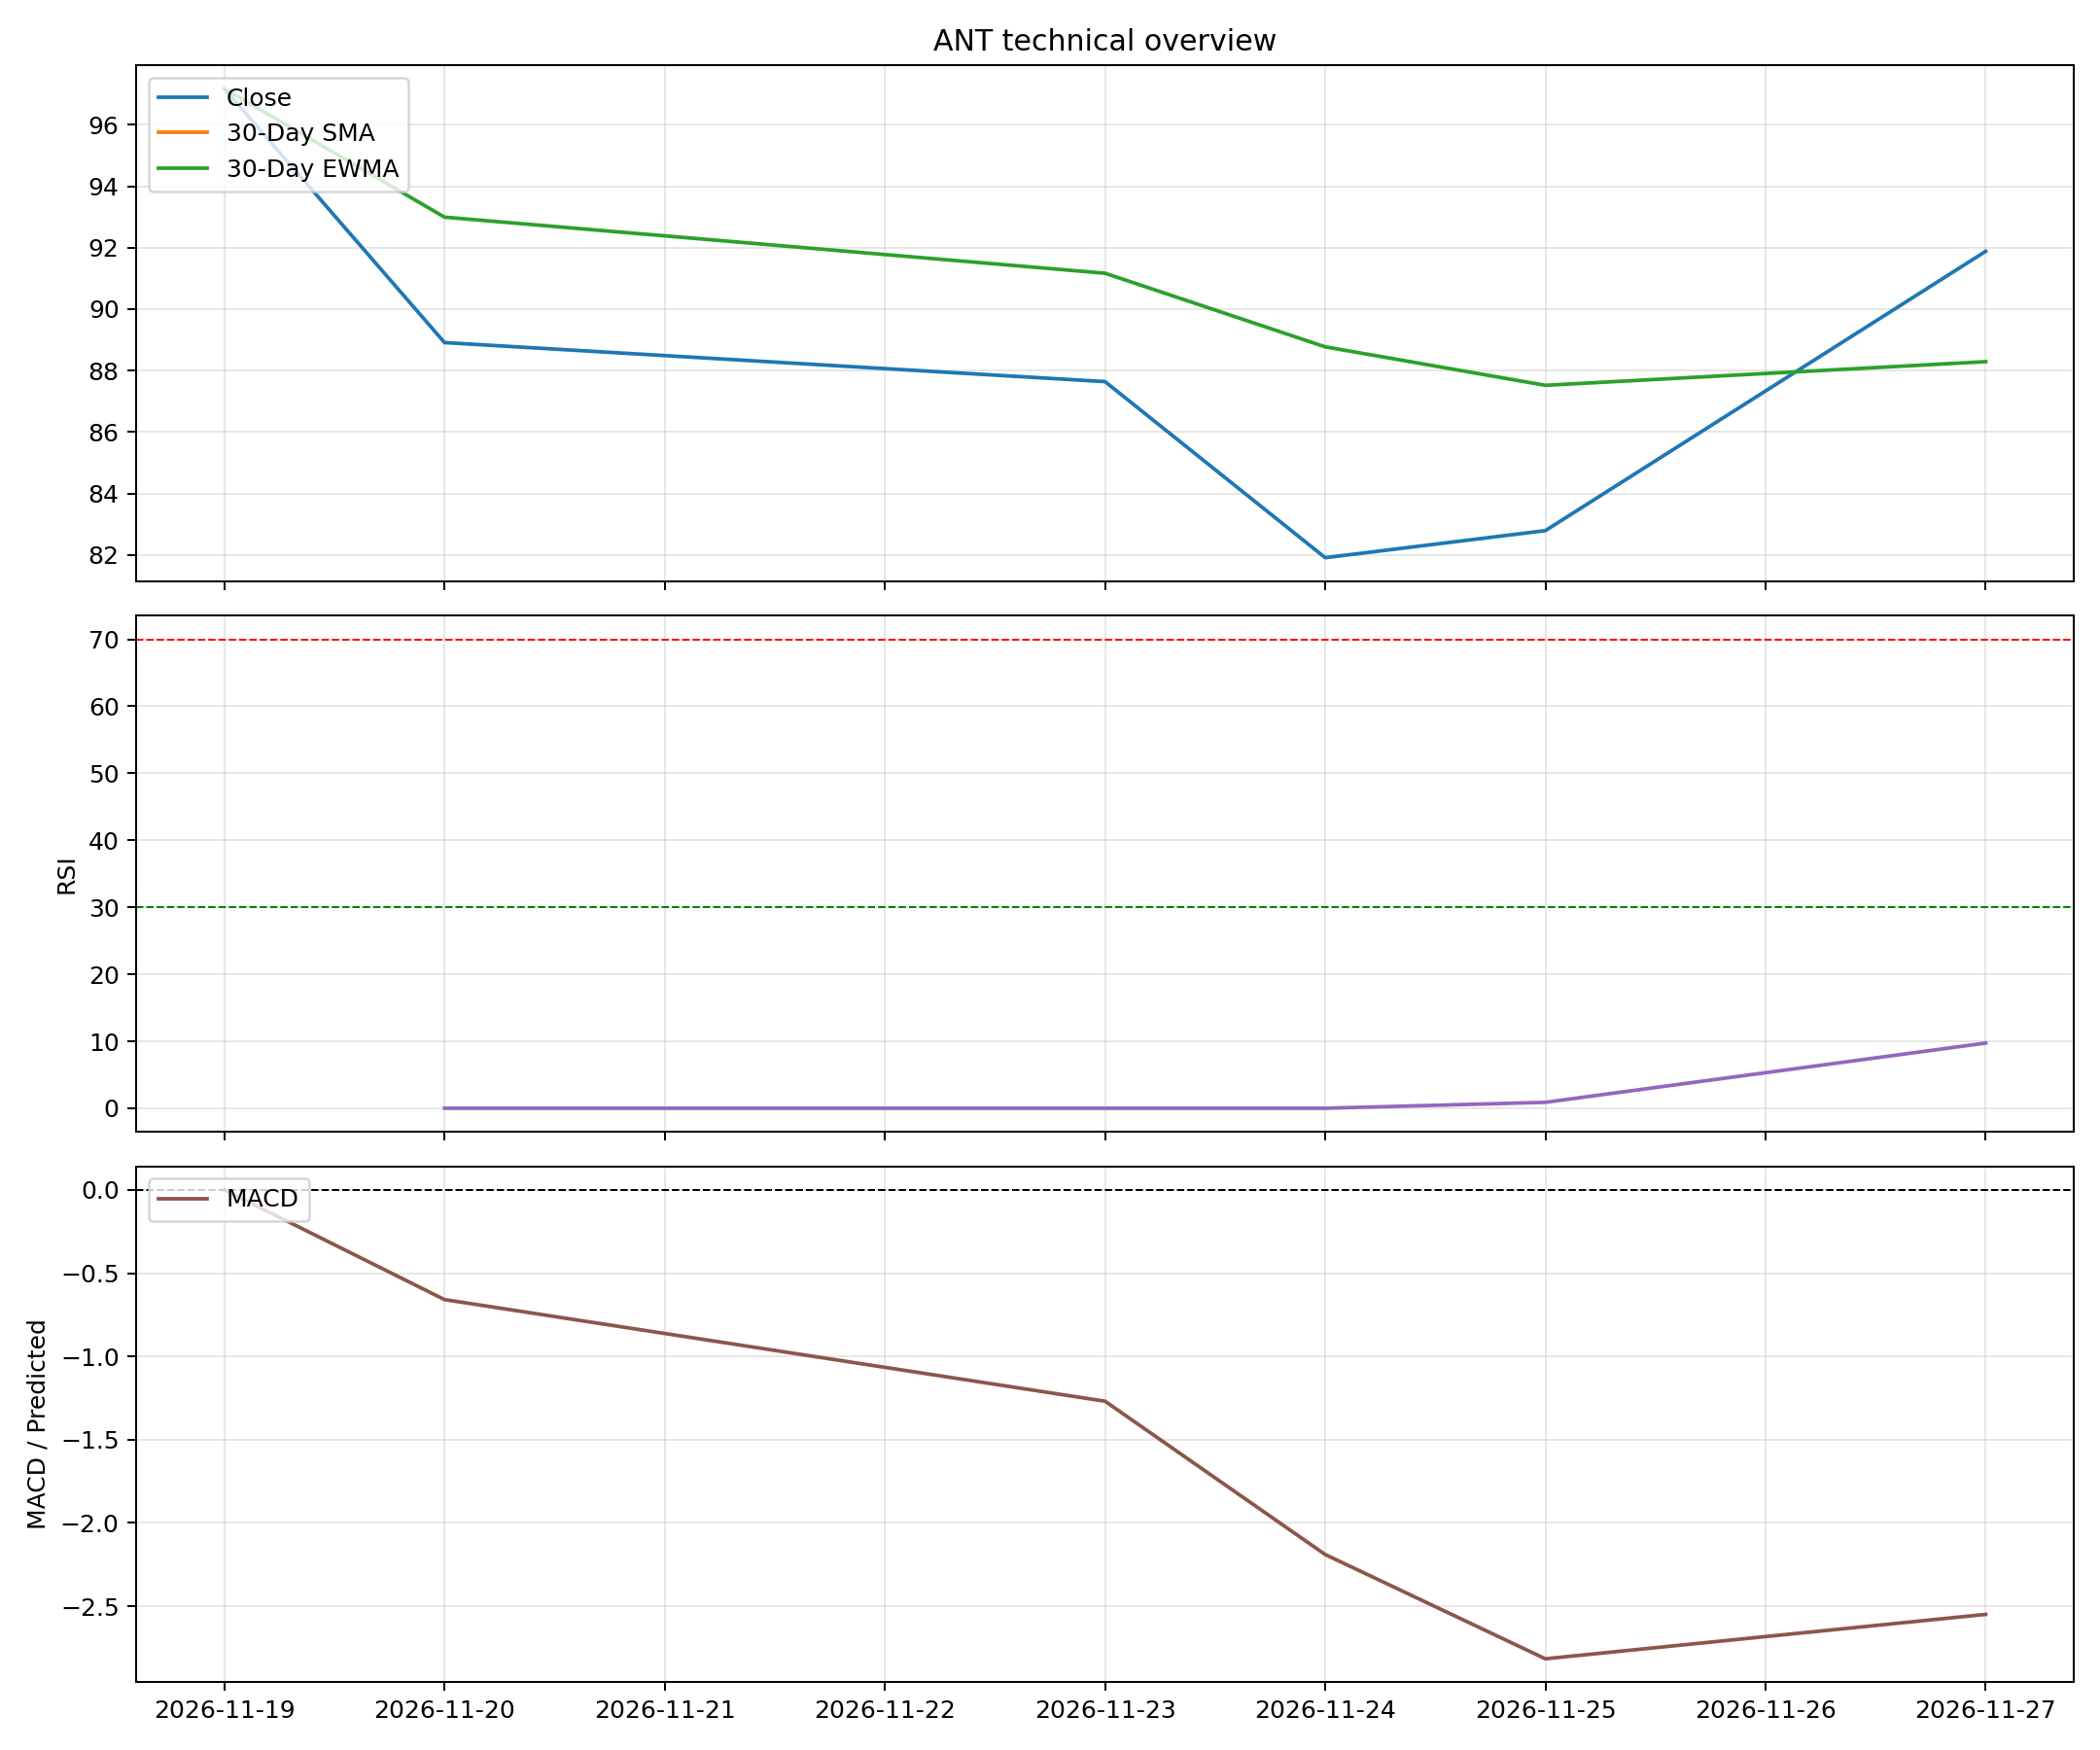 ANT technical overview
Close
30-Day SMA
30-Day EWMA
96
94
92
90
88
86
84
82
RSI
70
60
50
40
30
20
10
0
MACD / Predicted
MACD
0.0
−0.5
−1.0
−1.5
−2.0
−2.5
2026-11-19 2026-11-20 2026-11-21 2026-11-22 2026-11-23 2026-11-24 2026-11-25 2026-11-26 2026-11-27